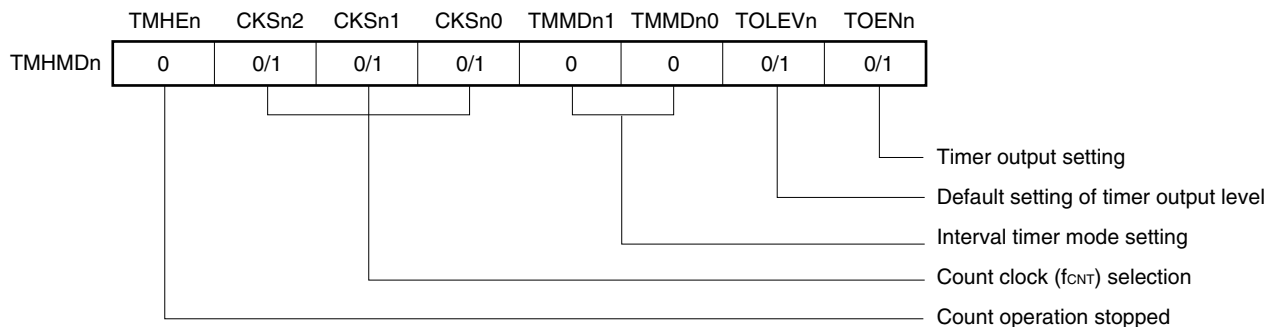 TMHEn CKSn2 CKSn1 CKSn0 TMMDn1 TMMDn0 TOLEVn TOENn
TMHMDn 0 0/1 0/1 0/1 0 0 0/1 0/1
Timer output setting
Default setting of timer output level
Interval timer mode setting
Count clock (fCNT) selection
Count operation stopped